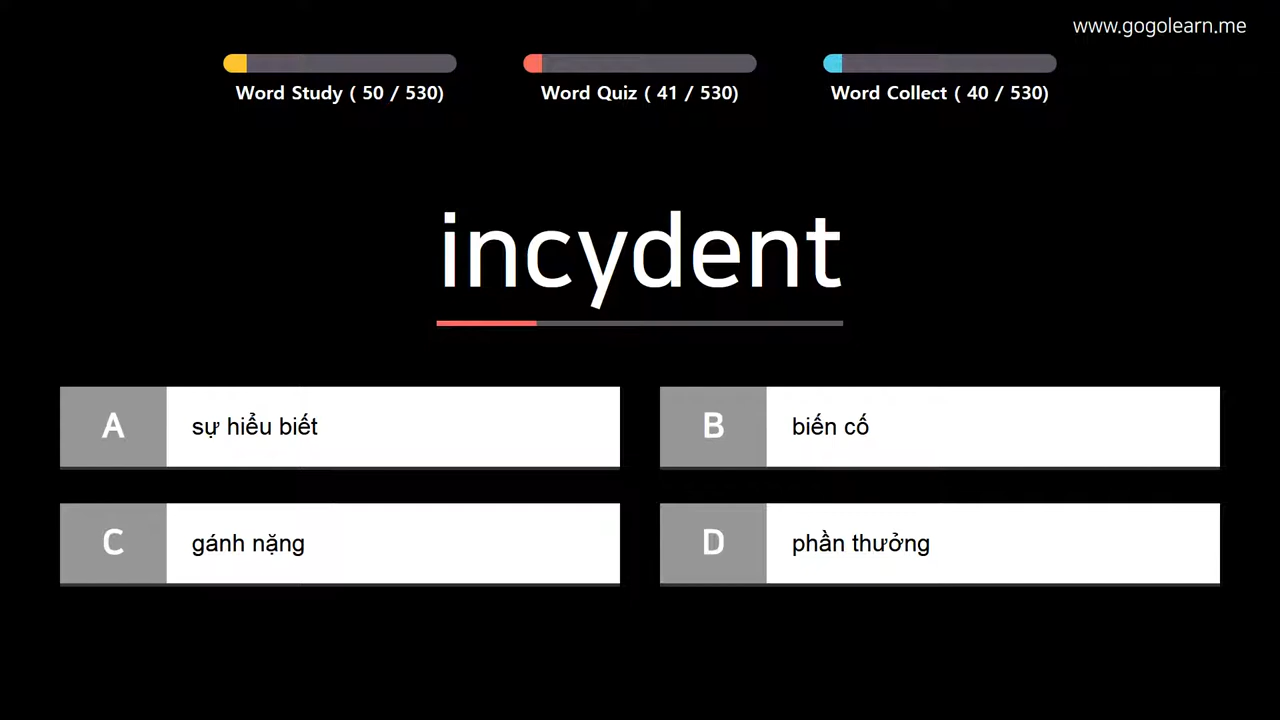 www.gogolearn.me
Word Study ( 50 / 530)
Word Quiz ( 41 / 530)
Word Collect ( 40 / 530)
incydent
A sự hiểu biết
B biến cố
C gánh nặng
D phần thưởng